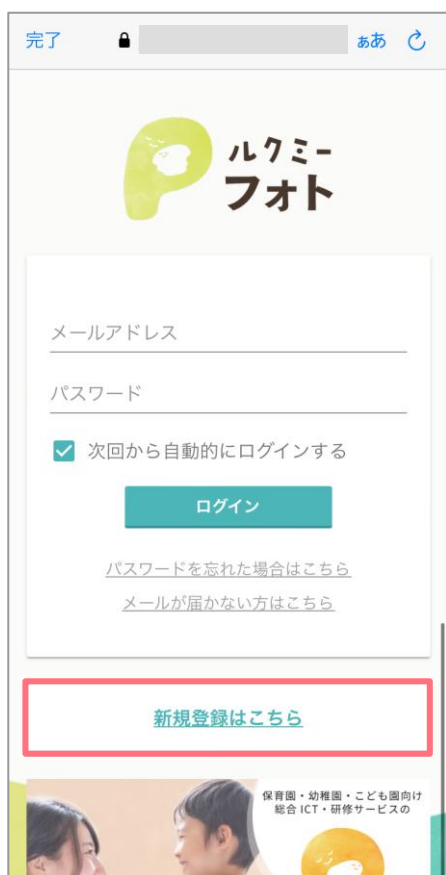 完了
ぁあ
ルクミー
フォト
メールアドレス
パスワード
次回から自動的にログインする
ログイン
パスワードを忘れた場合はこちら
メールが届かない方はこちら
新規登録はこちら
保育園・幼稚園・こども園向け
総合ICT・研修サービスの